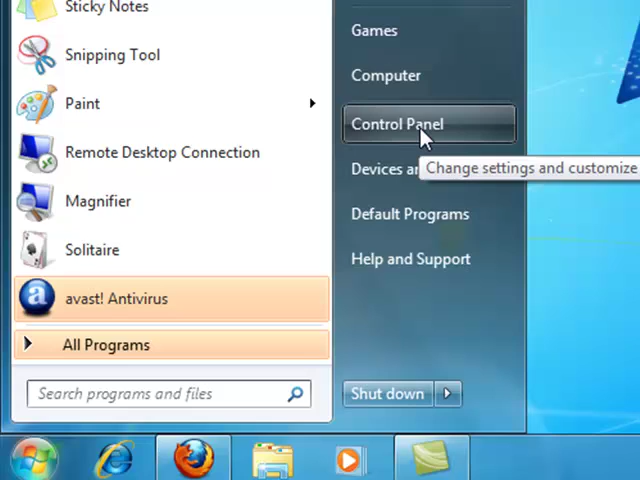 Sticky Notes
Snipping Tool
Paint
Remote Desktop Connection
Magnifier
Solitaire
avast! Antivirus
All Programs
Search programs and files
Games
Computer
Control Panel
Devices
Change settings and customize
Default Programs
Help and Support
Shut down